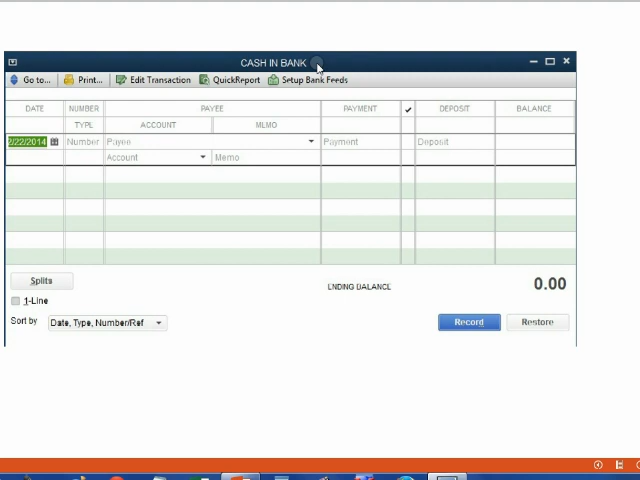 CASH IN BANK
Go to... Print... Edit Transaction QuickReport Setup Bank Feeds
DATE NUMBER PAYEE PAYMENT ✓ DEPOSIT BALANCE
TYPE ACCOUNT MEMO
2/22/2014 Number Payee Payment Deposit
Account Memo
Splits
ENDING BALANCE 0.00
1-Line
Sort by Date, Type, Number/Ref Record Restore